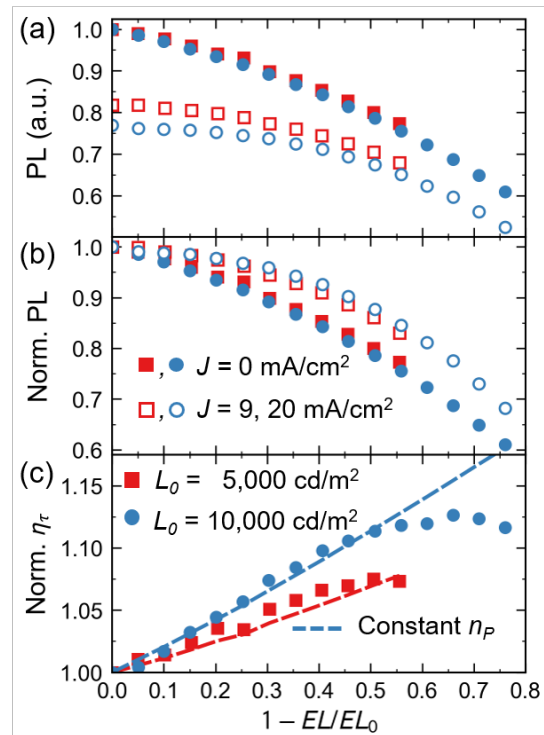 (a)
1.0
0.9
0.8
0.7
0.6
PL (a.u.)
(b)
1.0
0.9
0.8
0.7
0.6
Norm. PL
■, ● J = 0 mA/cm²
□, ○ J = 9, 20 mA/cm²
(c)
1.15
1.10
1.05
1.00
Norm. ητ
L₀ = 5,000 cd/m²
L₀ = 10,000 cd/m²
Constant nP
0.0 0.1 0.2 0.3 0.4 0.5 0.6 0.7 0.8
1 − EL/EL₀